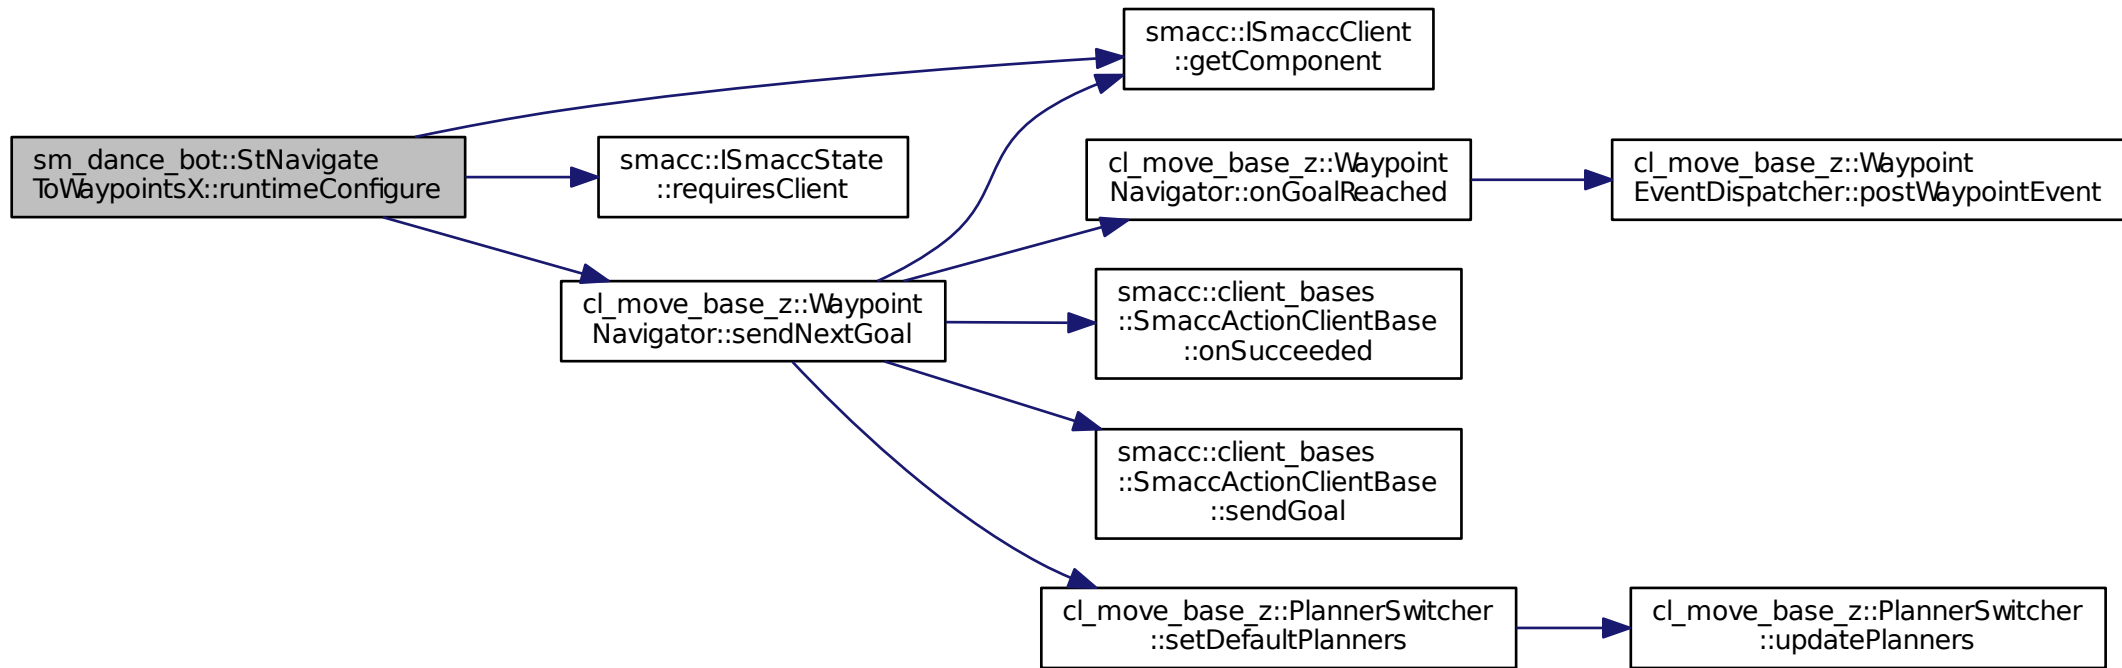 smacc::ISmaccClient
::getComponent
sm_dance_bot::StNavigate
ToWaypointsX::runtimeConfigure
smacc::ISmaccState
::requiresClient
cl_move_base_z::Waypoint
Navigator::onGoalReached
cl_move_base_z::Waypoint
EventDispatcher::postWaypointEvent
cl_move_base_z::Waypoint
Navigator::sendNextGoal
smacc::client_bases
::SmaccActionClientBase
::onSucceeded
smacc::client_bases
::SmaccActionClientBase
::sendGoal
cl_move_base_z::PlannerSwitcher
::setDefaultPlanners
cl_move_base_z::PlannerSwitcher
::updatePlanners